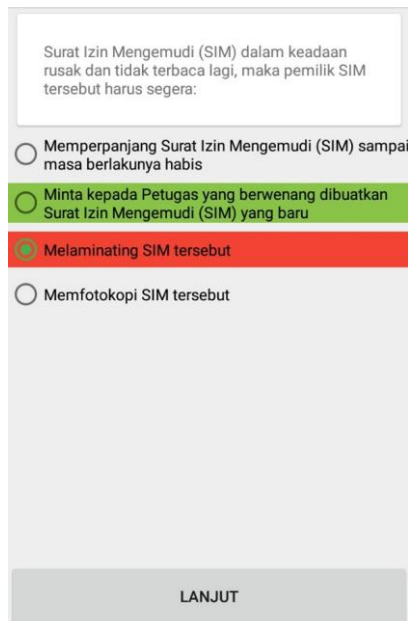 Surat Izin Mengemudi (SIM) dalam keadaan
rusak dan tidak terbaca lagi, maka pemilik SIM
tersebut harus segera:
Memperpanjang Surat Izin Mengemudi (SIM) sampai
masa berlakunya habis
Minta kepada Petugas yang berwenang dibuatkan
Surat Izin Mengemudi (SIM) yang baru
Melaminating SIM tersebut
Memfotokopi SIM tersebut
LANJUT